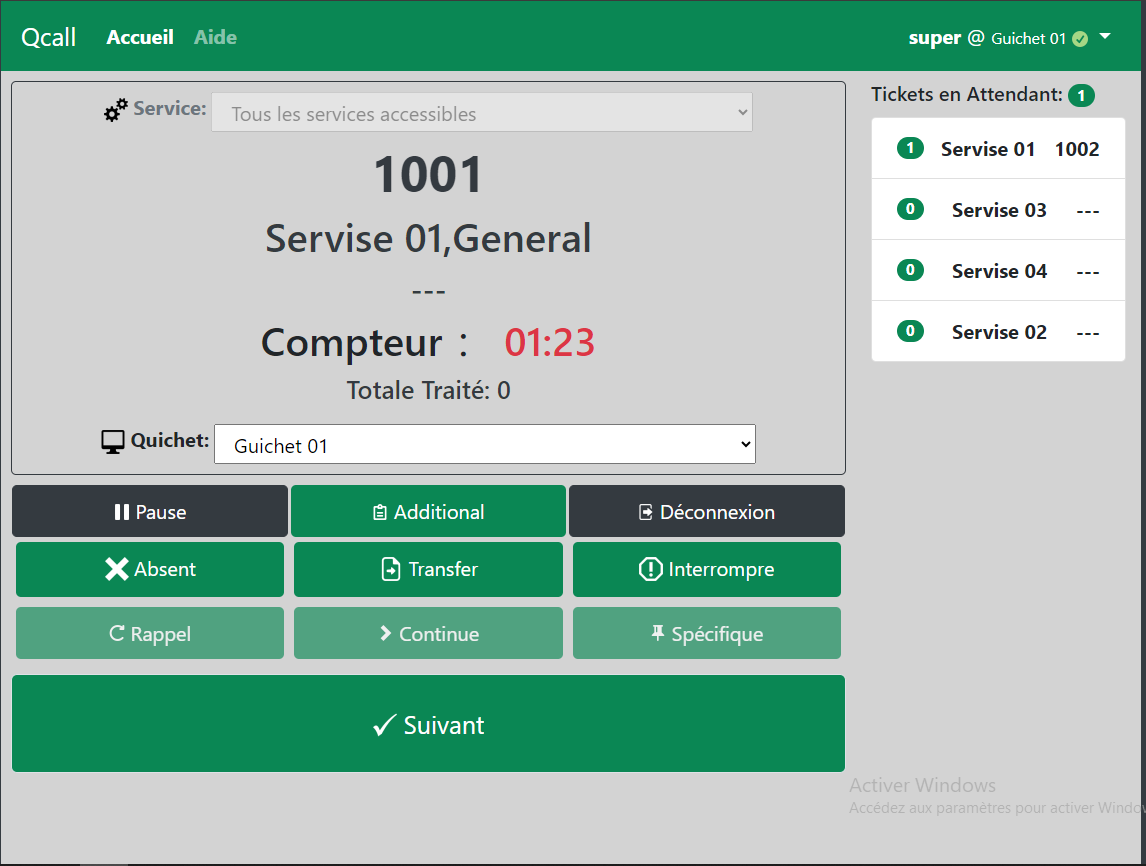 Qcall Accueil Aide super @ Guichet 01
Service: Tous les services accessibles
1001
Servise 01,General
---
Compteur : 01:23
Totale Traité: 0
Quichet: Guichet 01
Pause Additional Déconnexion
Absent Transfer Interrompre
Rappel Continue Spécifique
Suivant
Tickets en Attendant: 1
1 Servise 01 1002
0 Servise 03 ---
0 Servise 04 ---
0 Servise 02 ---
Activer Windows
Accédez aux paramètres pour activer Windo